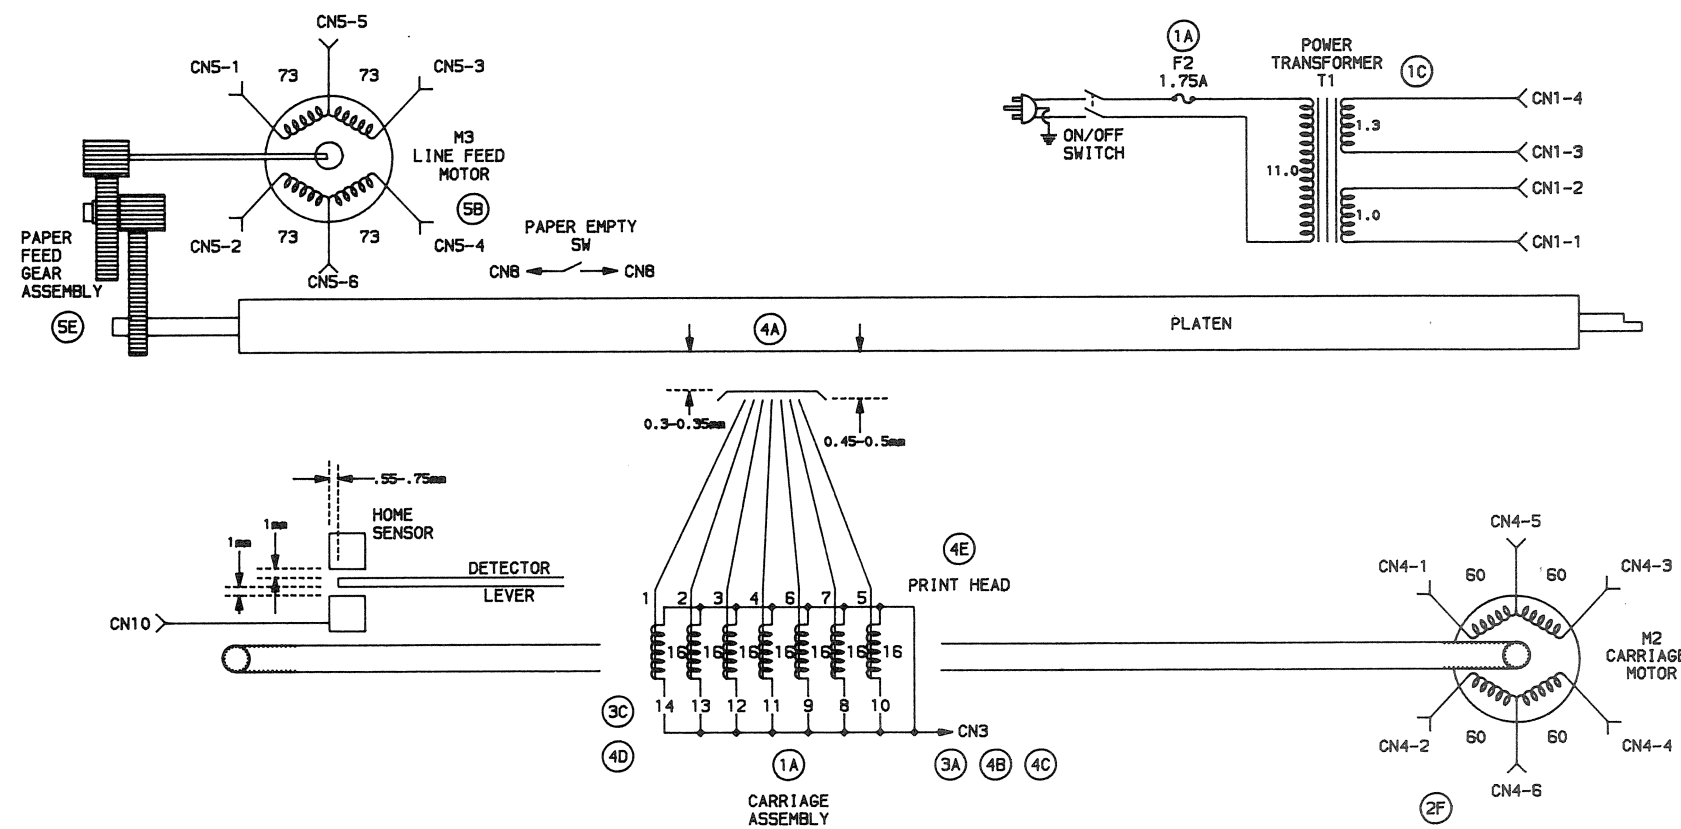 CN5-5
CN5-1
73
73
CN5-3
M3
LINE FEED
MOTOR
5B
CN5-2
73
73
CN5-4
CN5-6
PAPER
FEED
GEAR
ASSEMBLY
5E
PAPER EMPTY
SW
CN8
CN8
1A
F2
1.75A
POWER
TRANSFORMER
T1
1C
ON/OFF
SWITCH
11.0
1.3
1.0
CN1-4
CN1-3
CN1-2
CN1-1
4A
PLATEN
0.3-0.35mm
0.45-0.5mm
.55-.75mm
HOME
SENSOR
1mm
1mm
DETECTOR
LEVER
CN10
4E
PRINT HEAD
1 2 3 4 6 7 5
16 16 16 16 16 16 16
14 13 12 11 9 8 10
3C
4D
CN3
1A
3A 4B 4C
CARRIAGE
ASSEMBLY
CN4-5
CN4-1
60
60
CN4-3
M2
CARRIAGE
MOTOR
CN4-2
60
60
CN4-4
CN4-6
2F